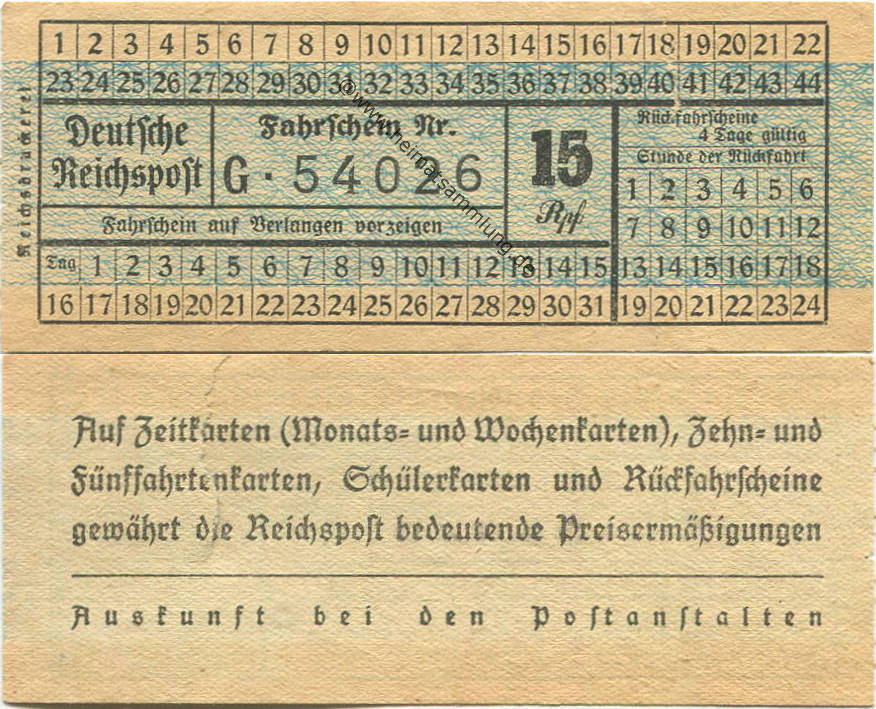 1 2 3 4 5 6 7 8 9 10 11 12 13 14 15 16 17 18 19 20 21 22
23 24 25 26 27 28 29 30 31 32 33 34 35 36 37 38 39 40 41 42 43 44
Reichsdruckerei
Deutsche
Reichspost
Fahrschein Nr.
G · 54026
15
Rpf
Fahrschein auf Verlangen vorzeigen
Rückfahrscheine
4 Tage gültig
Stunde der Rückfahrt
1 2 3 4 5 6
7 8 9 10 11 12
Tag 1 2 3 4 5 6 7 8 9 10 11 12 13 14 15 13 14 15 16 17 18
16 17 18 19 20 21 22 23 24 25 26 27 28 29 30 31 19 20 21 22 23 24
@www.heimatsammlung.de
Auf Zeitkarten (Monats- und Wochenkarten), Zehn- und
Fünffahrtenkarten, Schülerkarten und Rückfahrscheine
gewährt die Reichspost bedeutende Preisermäßigungen
Auskunft bei den Postanstalten